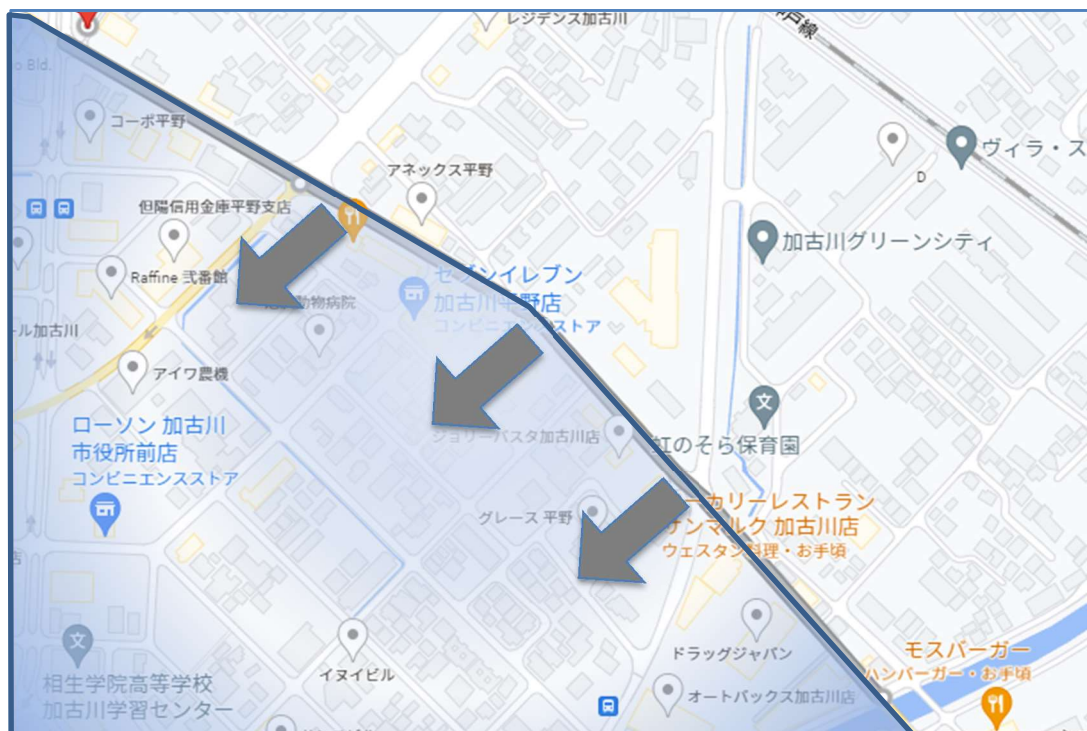 レジデンス加古川
戸線
o Bld.
コーポ平野
アネックス平野
ヴィラ・ス
D
但陽信用金庫平野支店
加古川グリーンシティ
Raffine 弐番館
セブンイレブン
加古川平野店
コンビニエンスストア
動物病院
ール加古川
アイワ農機
ローソン 加古川
市役所前店
コンビニエンスストア
ジョリーパスタ加古川店
虹のそら保育園
グレース 平野
ーカリーレストラン
サンマルク 加古川店
ウェスタン料理・お手頃
店
ドラッグジャパン
モスバーガー
ハンバーガー・お手頃
イヌイビル
オートバックス加古川店
相生学院高等学校
加古川学習センター